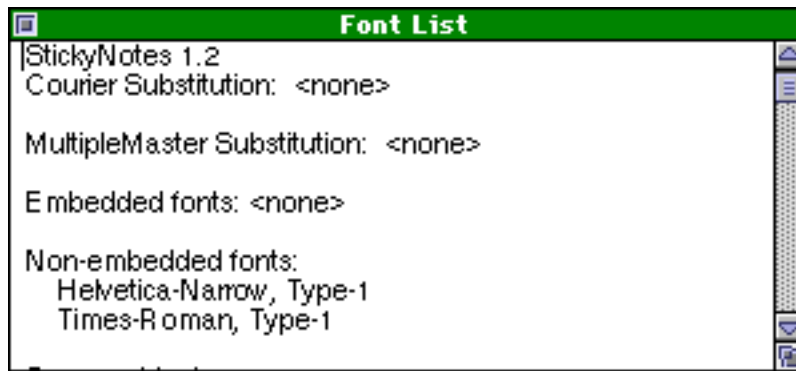 Font List
StickyNotes 1.2
Courier Substitution: <none>
MultipleMaster Substitution: <none>
Embedded fonts: <none>
Non-embedded fonts:
Helvetica-Narrow, Type-1
Times-Roman, Type-1